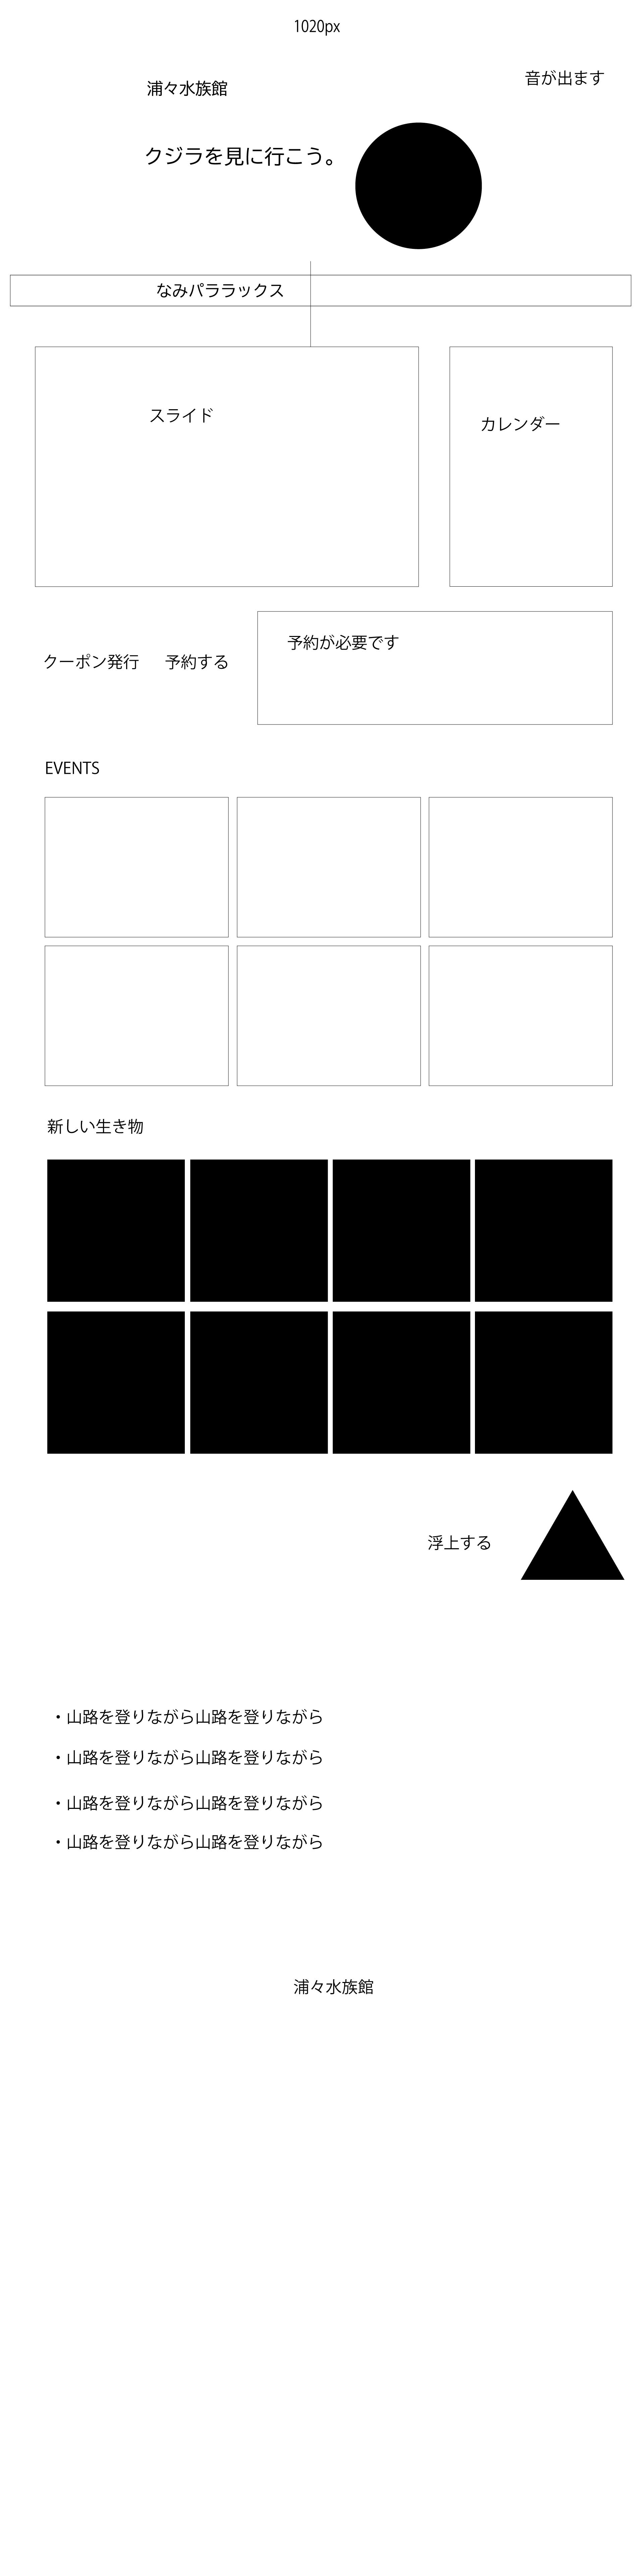 1020px
音が出ます
浦々水族館
クジラを見に行こう。
なみパララックス
スライド
カレンダー
予約が必要です
クーポン発行 予約する
EVENTS
新しい生き物
浮上する
・山路を登りながら山路を登りながら
・山路を登りながら山路を登りながら
・山路を登りながら山路を登りながら
・山路を登りながら山路を登りながら
浦々水族館